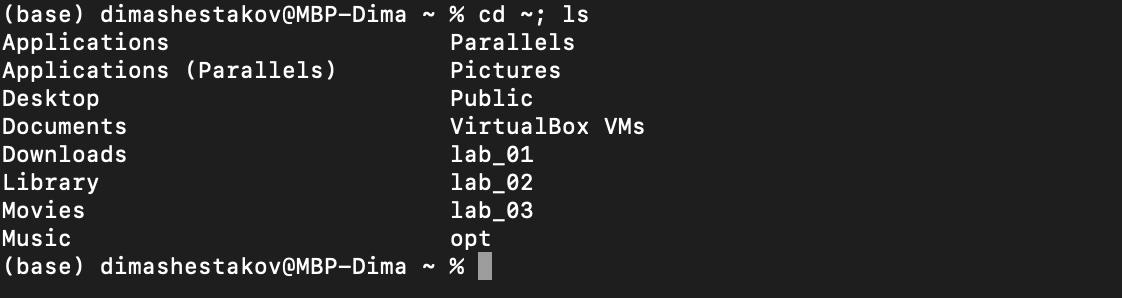 (base) dimashestakov@MBP-Dima ~ % cd ~; ls
Applications                    Parallels
Applications (Parallels)        Pictures
Desktop                         Public
Documents                       VirtualBox VMs
Downloads                       lab_01
Library                         lab_02
Movies                          lab_03
Music                           opt
(base) dimashestakov@MBP-Dima ~ %